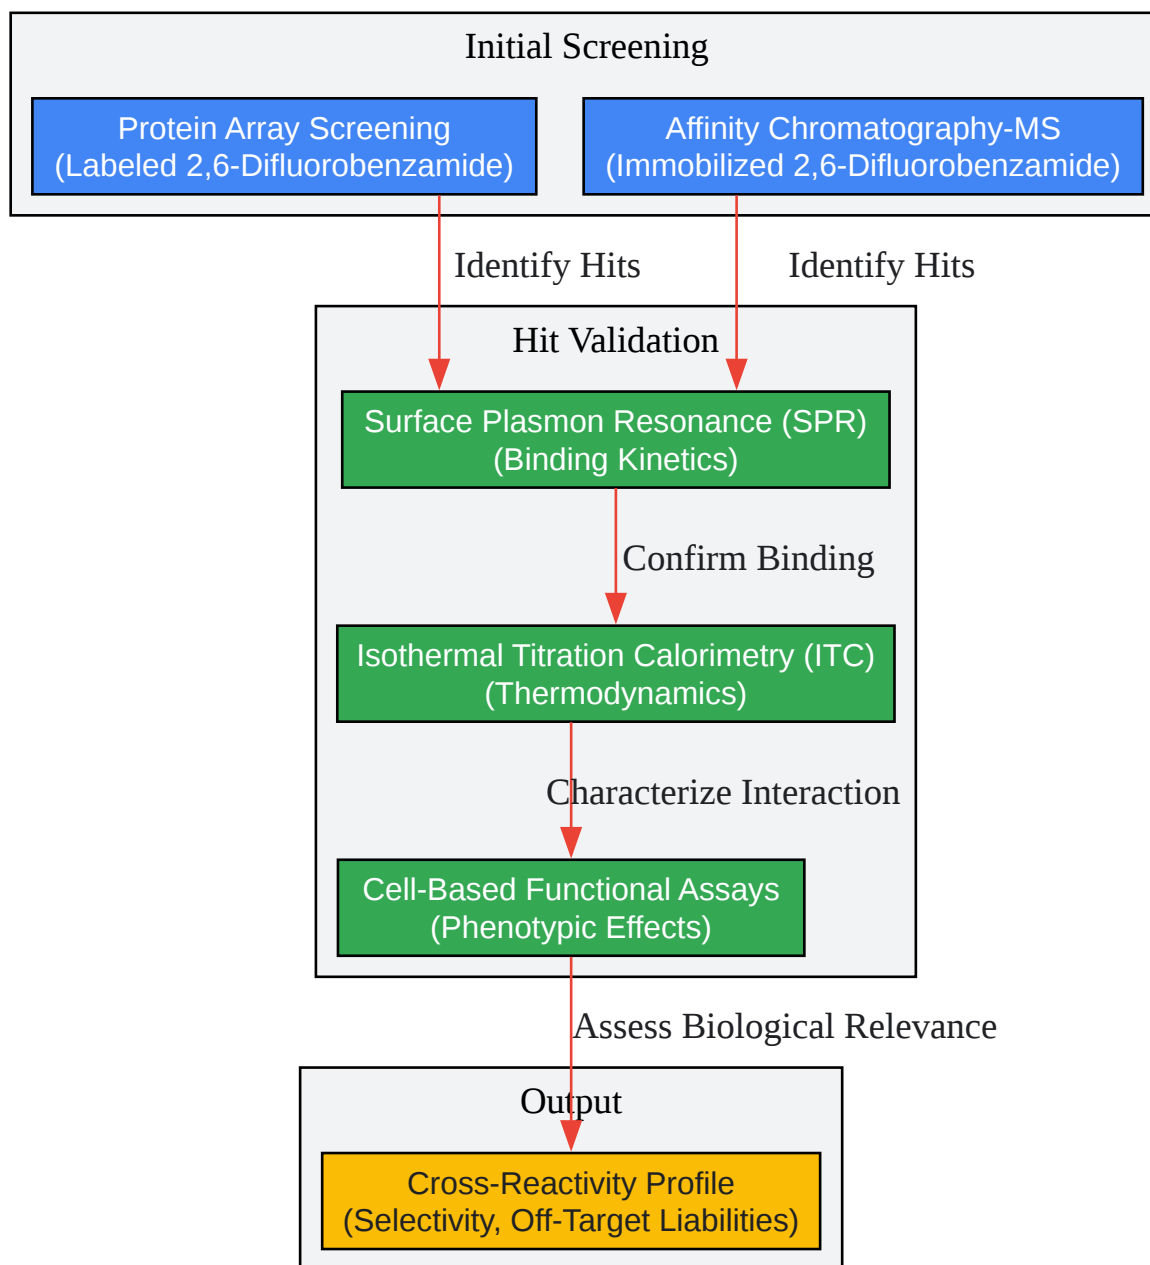 Initial Screening
Protein Array Screening
(Labeled 2,6-Difluorobenzamide)
Affinity Chromatography-MS
(Immobilized 2,6-Difluorobenzamide)
Identify Hits
Identify Hits
Hit Validation
Surface Plasmon Resonance (SPR)
(Binding Kinetics)
Confirm Binding
Isothermal Titration Calorimetry (ITC)
(Thermodynamics)
Characterize Interaction
Cell-Based Functional Assays
(Phenotypic Effects)
Assess Biological Relevance
Output
Cross-Reactivity Profile
(Selectivity, Off-Target Liabilities)